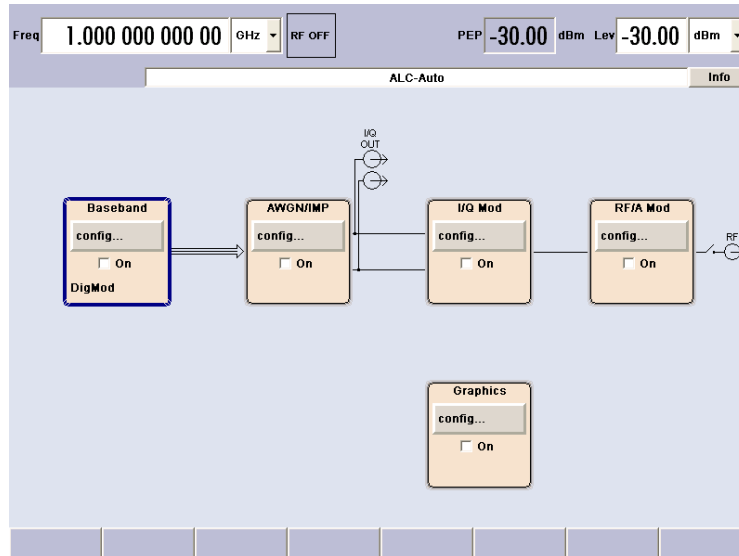 Freq 1.000 000 000 00 GHz RF OFF PEP -30.00 dBm Lev -30.00 dBm
ALC-Auto Info
I/Q
OUT
Baseband AWGN/IMP I/Q Mod RF/A Mod
config... config... config... config... RF
On On On On
DigMod
Graphics
config...
On